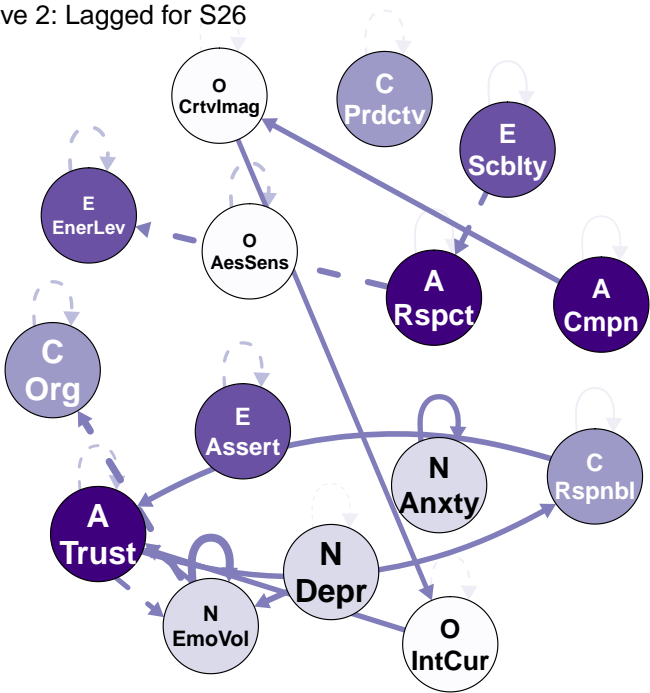 ve 2: Lagged for S26
O
CrtvImag
C
Prdctv
E
Scblty
E
EnerLev
O
AesSens
A
Rspct
A
Cmpn
C
Org
E
Assert
N
Anxty
C
Rspnbl
A
Trust
N
Depr
N
EmoVol
O
IntCur